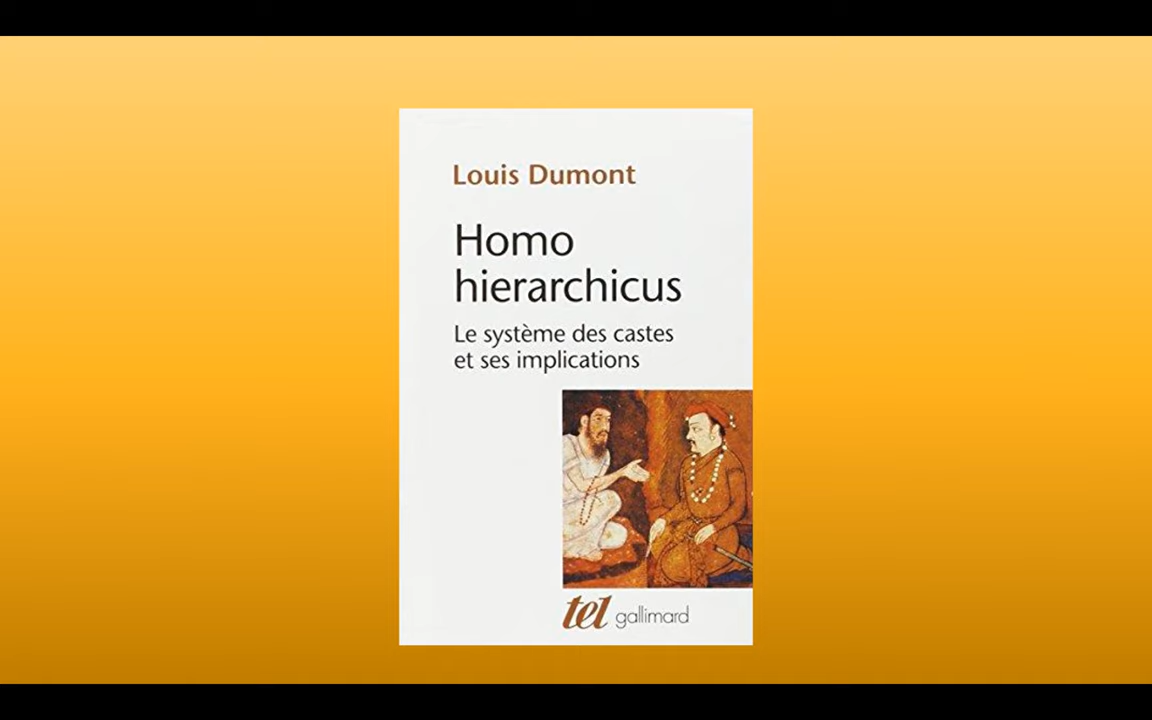 Louis Dumont
Homo
hierarchicus
Le système des castes
et ses implications
tel gallimard